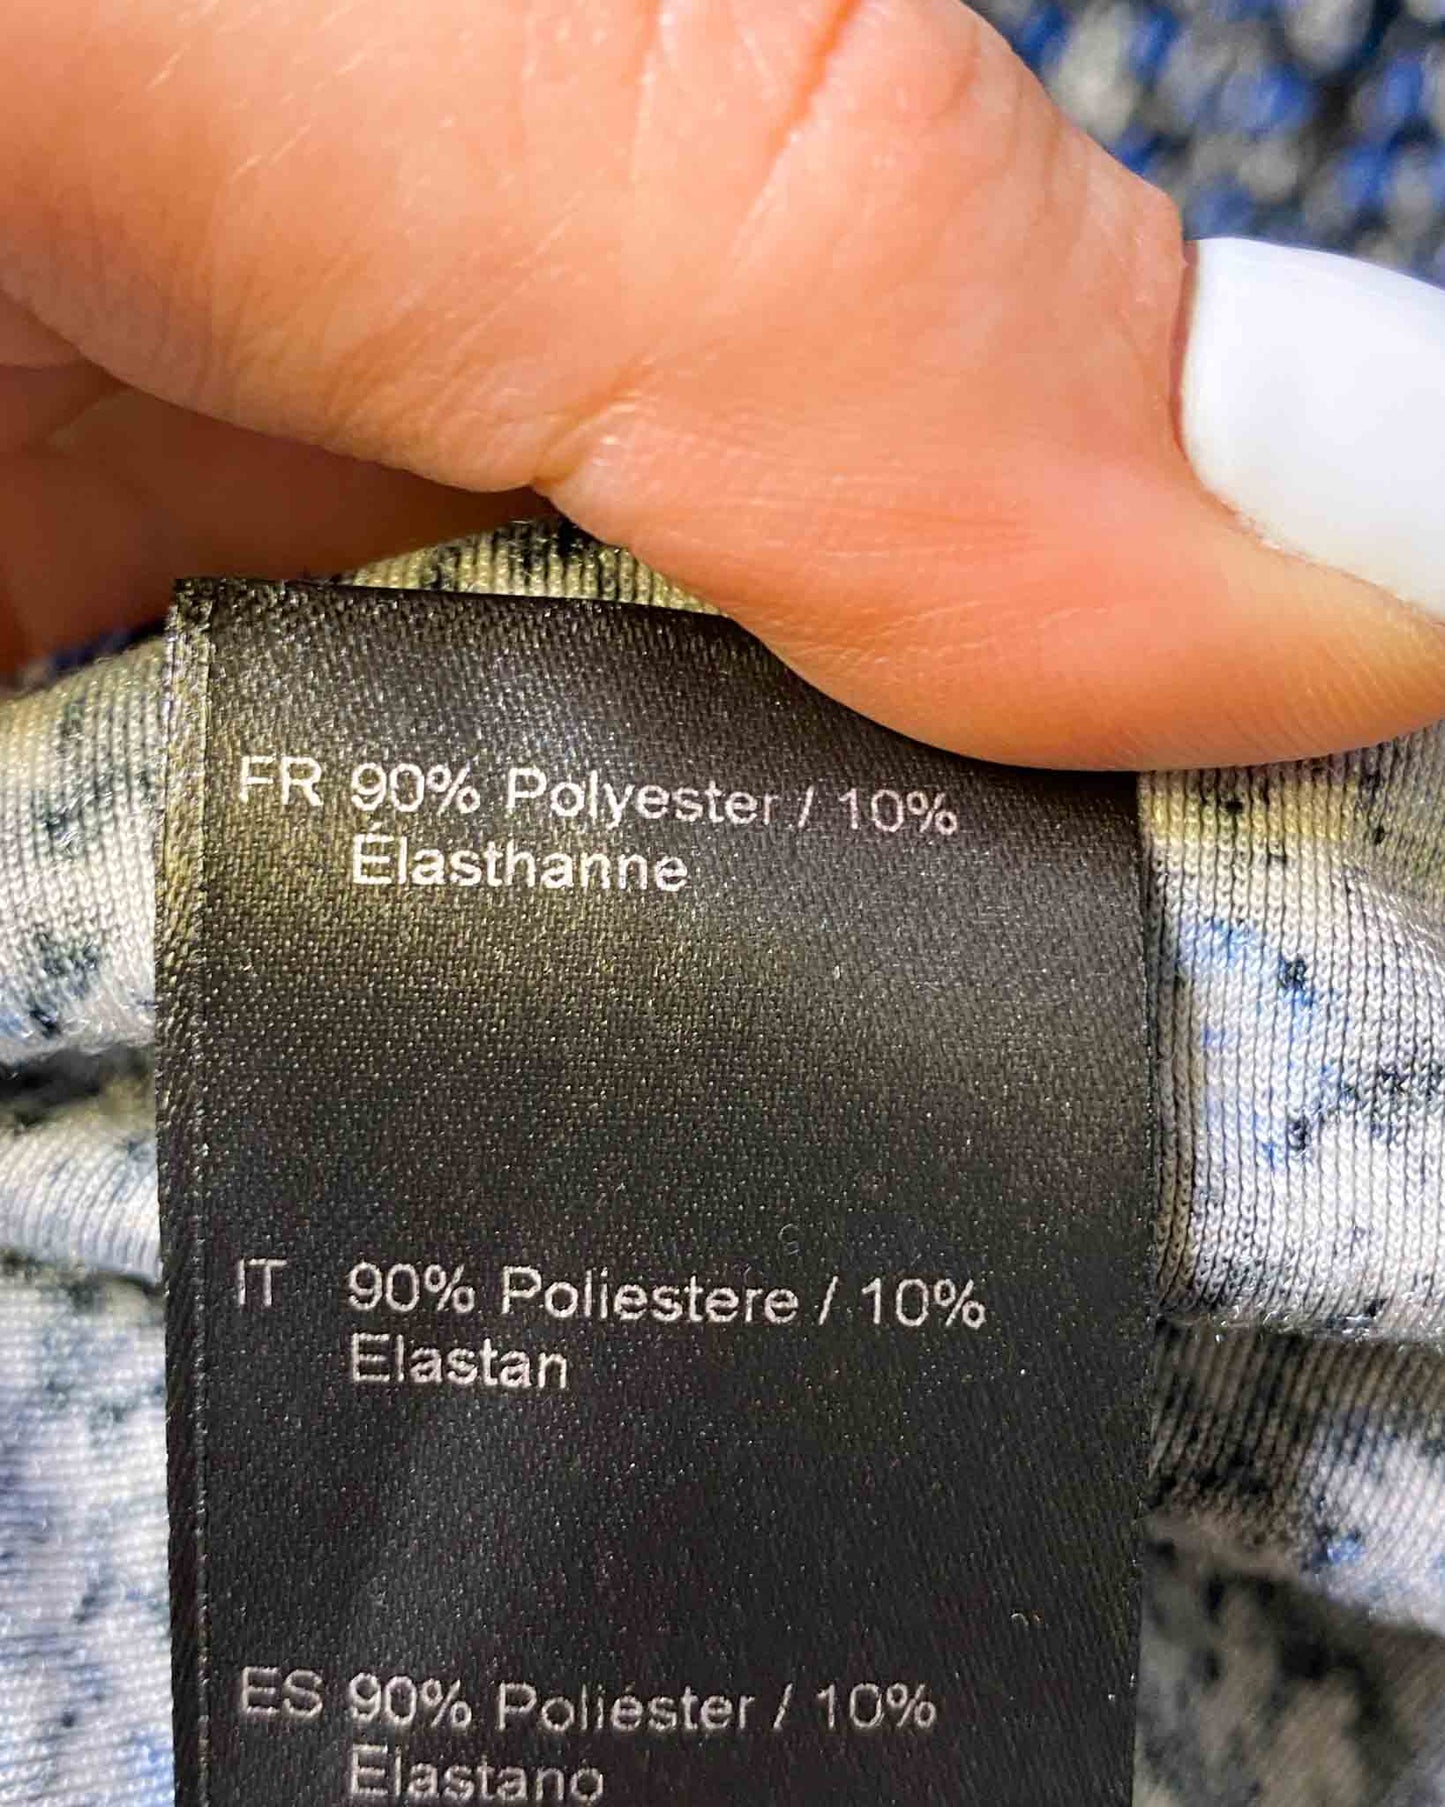 FR 90% Polyester / 10%
Élasthanne
IT 90% Poliestere / 10%
Elastan
ES 90% Poliéster / 10%
Elastano